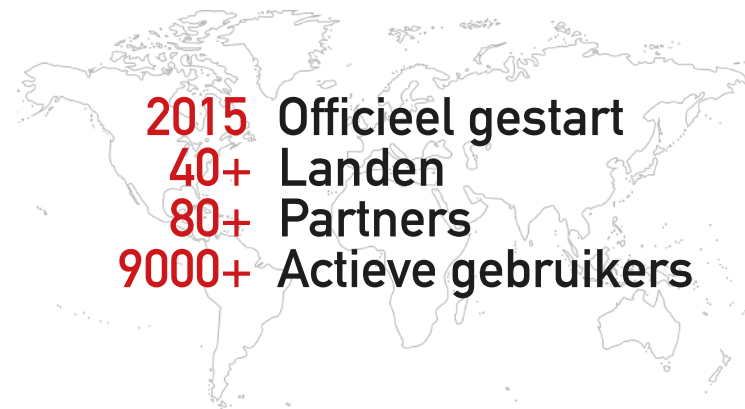 2015 Officieel gestart
40+ Landen
80+ Partners
9000+ Actieve gebruikers